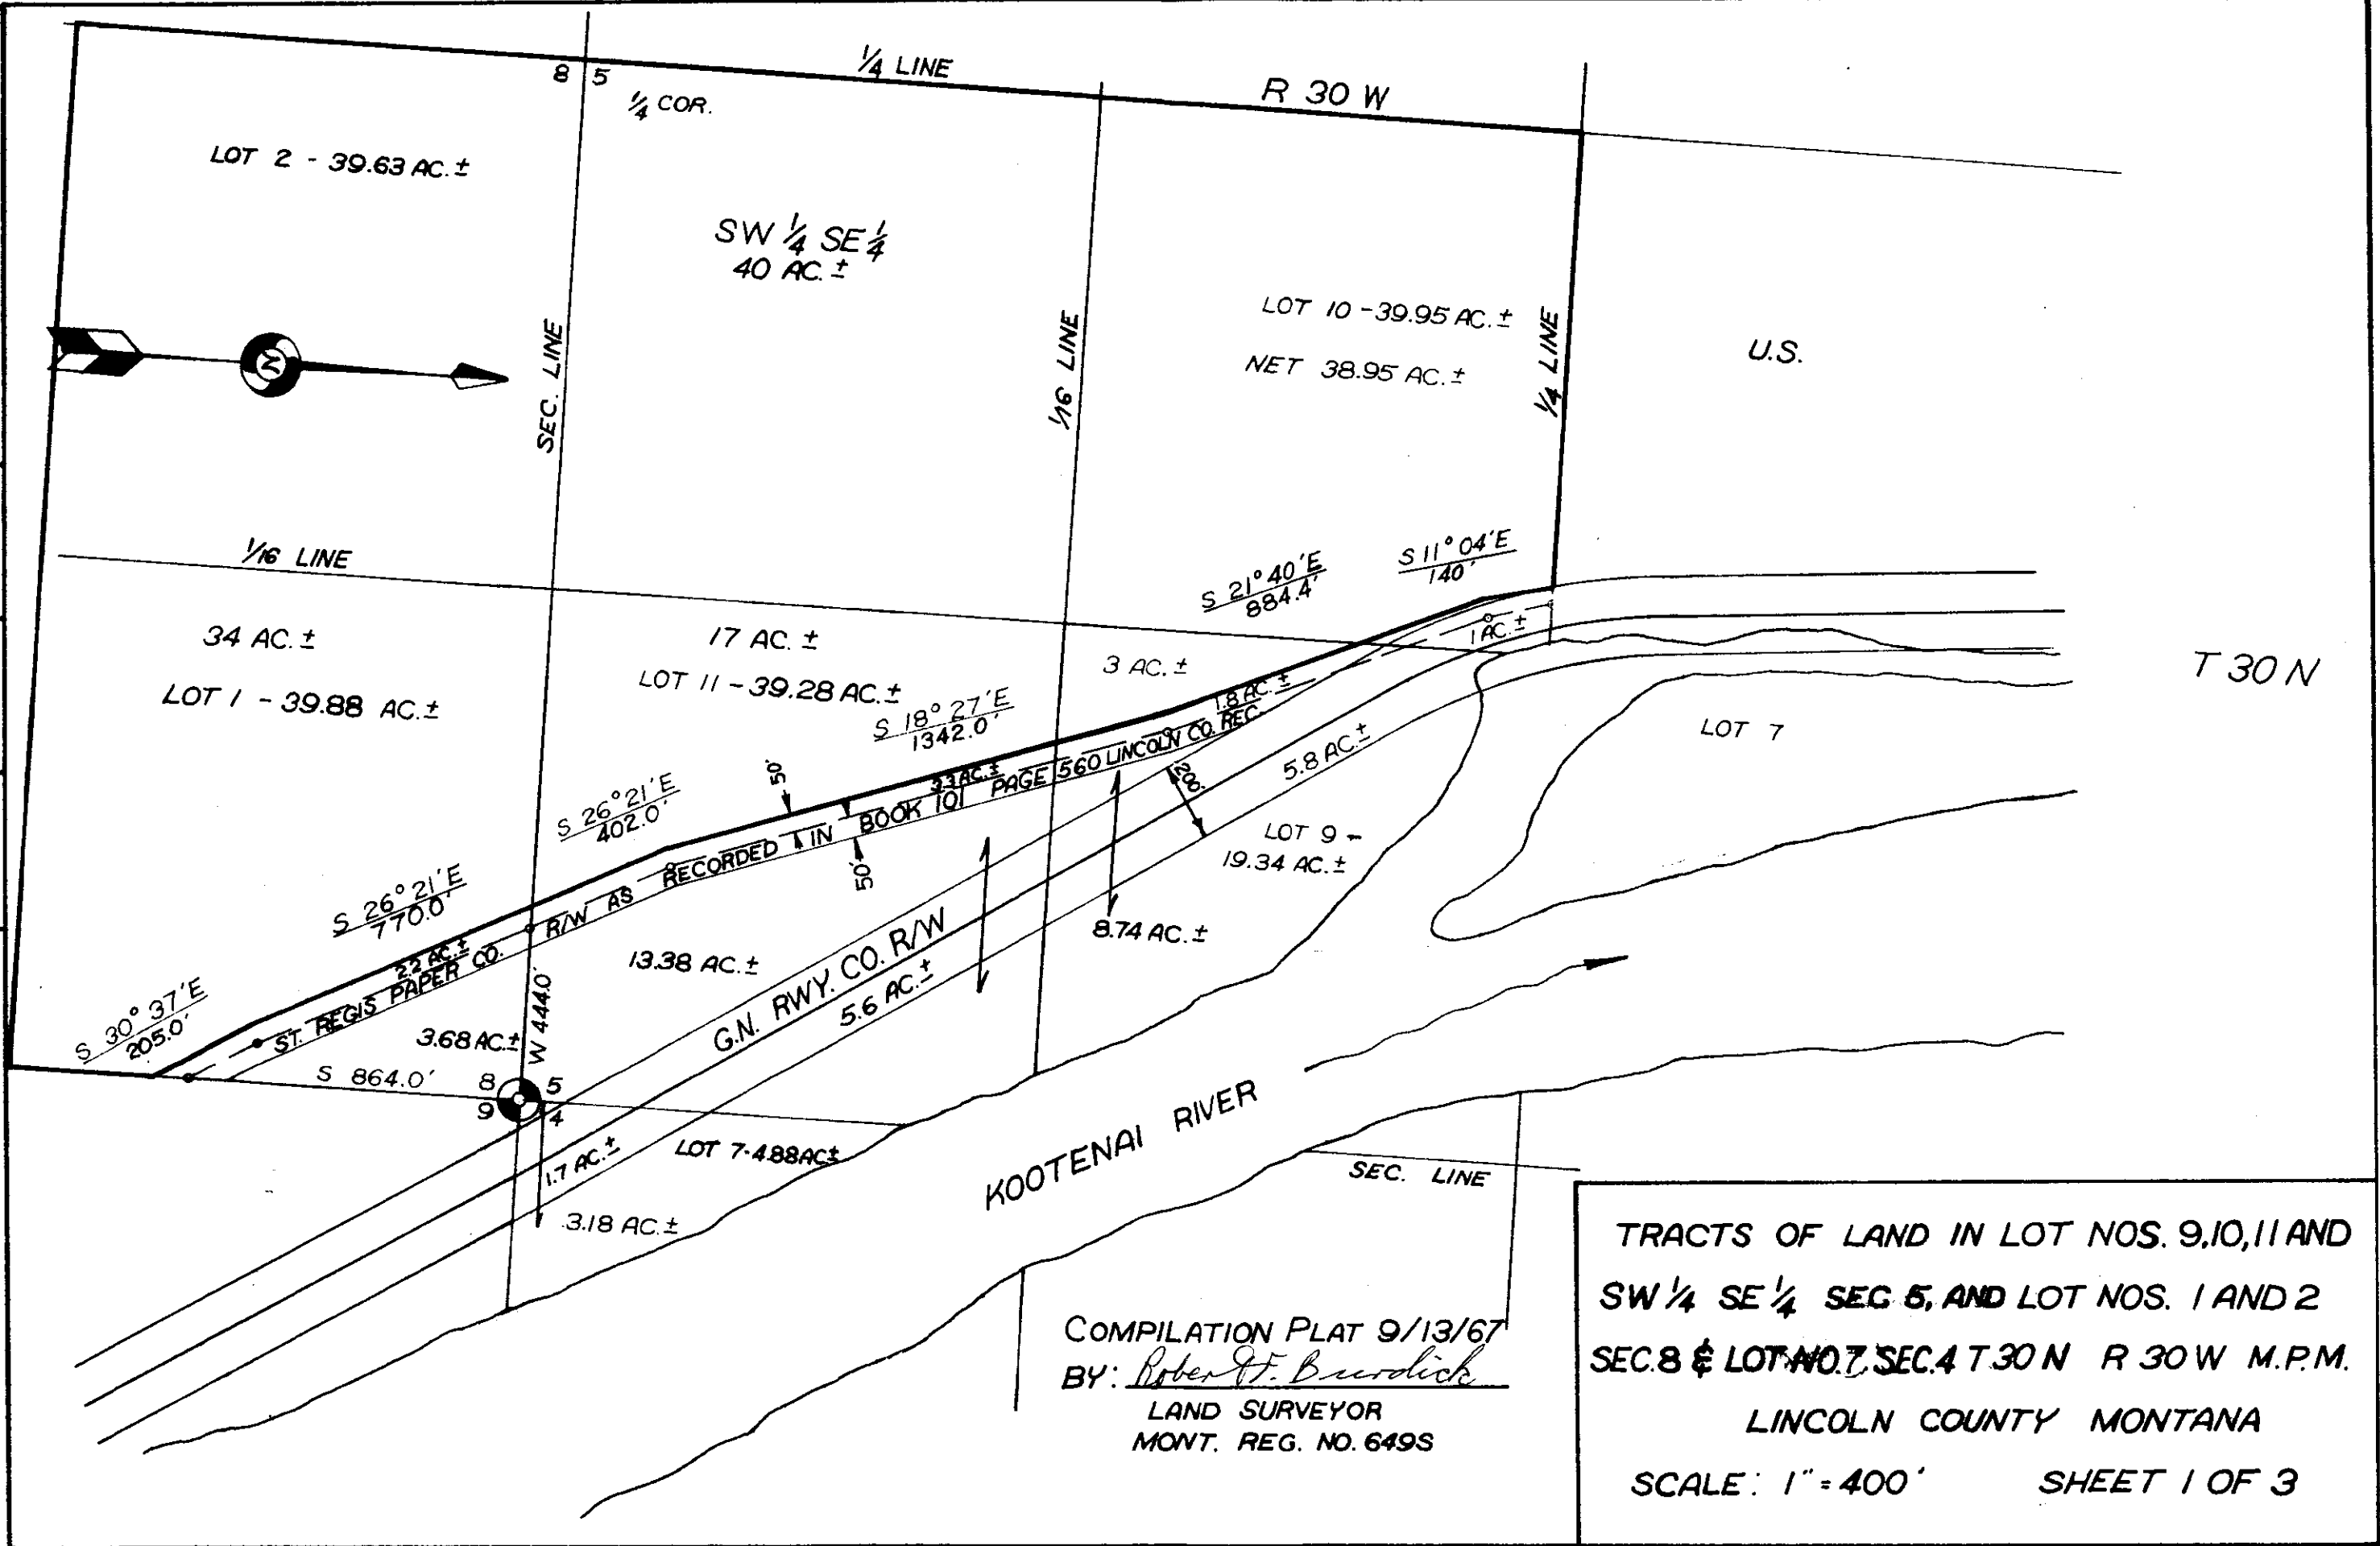 1/4 LINE
R 30 W
8 5
1/4 COR.
LOT 2 - 39.63 AC. ±
SW 1/4 SE 1/4
40 AC. ±
LOT 10 - 39.95 AC. ±
NET 38.95 AC. ±
U.S.
N
SEC. LINE
1/16 LINE
1/4 LINE
1/16 LINE
S 11° 04' E
140'
S 21° 40' E
884.4'
1 AC. ±
34 AC. ±
LOT 1 - 39.88 AC. ±
17 AC. ±
LOT 11 - 39.28 AC. ±
3 AC. ±
T 30 N
S 18° 27' E
1342.0'
1.8 AC. ±
LOT 7
50'
3.3 AC. ±
200'
5.8 AC. ±
S 26° 21' E
402.0'
ST. REGIS PAPER CO. R/W AS RECORDED IN BOOK 101 PAGE 560 LINCOLN CO. REC.
50'
LOT 9 -
19.34 AC. ±
S 26° 21' E
770.0'
2.2 AC. ±
13.38 AC. ±
8.74 AC. ±
G.N. RWY. CO. R/W
5.6 AC. ±
S 30° 37' E
205.0'
3.68 AC. ±
W 444.0'
S 864.0'
8 5
9 4
1.7 AC. ±
LOT 7 - 4.88 AC ±
3.18 AC. ±
KOOTENAI RIVER
SEC. LINE
COMPILATION PLAT 9/13/67
BY: Robert F. Burdick
LAND SURVEYOR
MONT. REG. NO. 649S
TRACTS OF LAND IN LOT NOS. 9,10,11 AND
SW 1/4 SE 1/4 SEC 5, AND LOT NOS. 1 AND 2
SEC. 8 & LOT NO. 7, SEC. 4 T 30 N R 30 W M.P.M.
LINCOLN COUNTY MONTANA
SCALE: 1" = 400' SHEET 1 OF 3